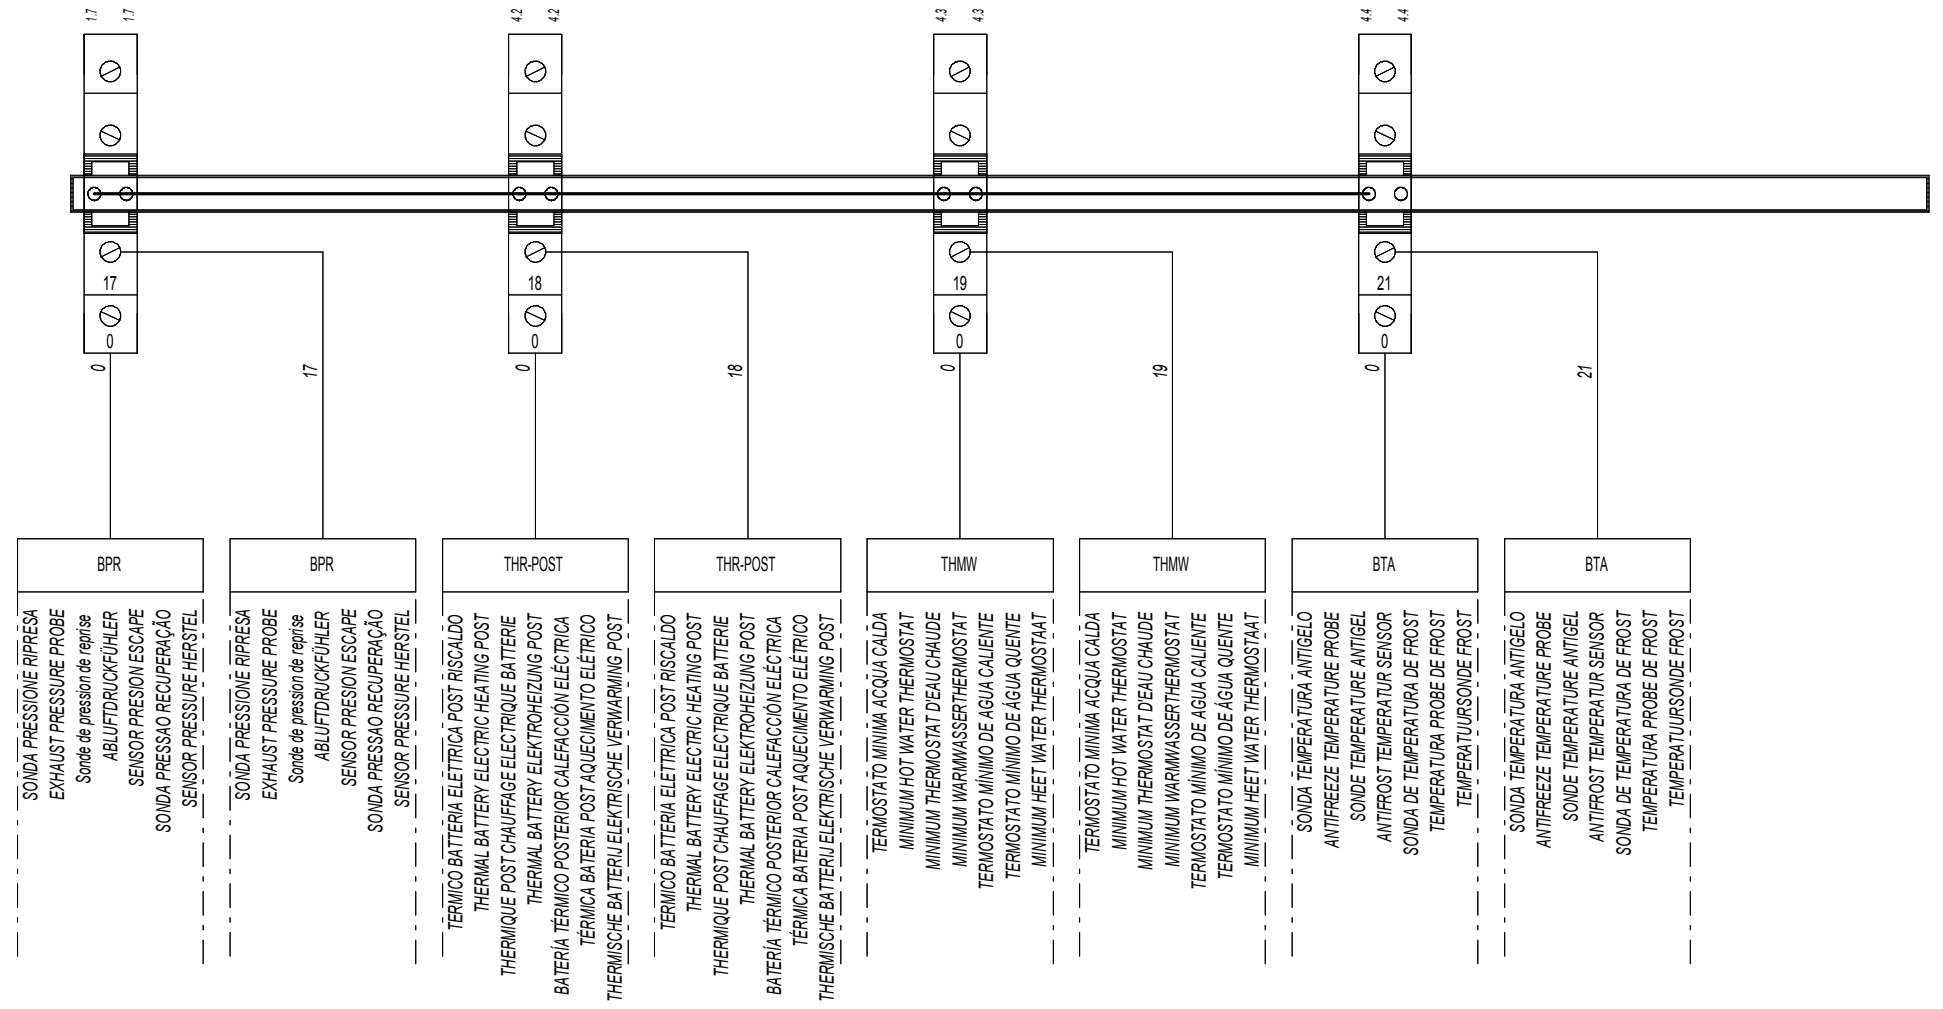 1.7
1.7
4.2
4.2
4.3
4.3
4.4
4.4
17
0
18
0
19
0
21
0
0
17
0
18
0
19
0
21
BPR
BPR
THR-POST
THR-POST
THMW
THMW
BTA
BTA
SONDA PRESSIONE RIPRESA
EXHAUST PRESSURE PROBE
Sonde de pression de reprise
ABLUFTDRUCKFÜHLER
SENSOR PRESION ESCAPE
SONDA PRESSAO RECUPERAÇÃO
SENSOR PRESSURE HERSTEL
SONDA PRESSIONE RIPRESA
EXHAUST PRESSURE PROBE
Sonde de pression de reprise
ABLUFTDRUCKFÜHLER
SENSOR PRESION ESCAPE
SONDA PRESSAO RECUPERAÇÃO
SENSOR PRESSURE HERSTEL
TERMICO BATTERIA ELETTRICA POST RISCALDO
THERMAL BATTERY ELECTRIC HEATING POST
THERMIQUE POST CHAUFFAGE ELECTRIQUE BATTERIE
THERMAL BATTERY ELEKTROHEIZUNG POST
BATERÍA TÉRMICO POSTERIOR CALEFACCIÓN ELÉCTRICA
TÉRMICA BATERIA POST AQUECIMENTO ELÉTRICO
THERMISCHE BATTERIJ ELEKTRISCHE VERWARMING POST
TERMICO BATTERIA ELETTRICA POST RISCALDO
THERMAL BATTERY ELECTRIC HEATING POST
THERMIQUE POST CHAUFFAGE ELECTRIQUE BATTERIE
THERMAL BATTERY ELEKTROHEIZUNG POST
BATERÍA TÉRMICO POSTERIOR CALEFACCIÓN ELÉCTRICA
TÉRMICA BATERIA POST AQUECIMENTO ELÉTRICO
THERMISCHE BATTERIJ ELEKTRISCHE VERWARMING POST
TERMOSTATO MINIMA ACQUA CALDA
MINIMUM HOT WATER THERMOSTAT
MINIMUM THERMOSTAT D'EAU CHAUDE
MINIMUM WARMWASSERTHERMOSTAT
TERMOSTATO MÍNIMO DE AGUA CALIENTE
TERMOSTATO MÍNIMO DE ÁGUA QUENTE
MINIMUM HEET WATER THERMOSTAAT
TERMOSTATO MINIMA ACQUA CALDA
MINIMUM HOT WATER THERMOSTAT
MINIMUM THERMOSTAT D'EAU CHAUDE
MINIMUM WARMWASSERTHERMOSTAT
TERMOSTATO MÍNIMO DE AGUA CALIENTE
TERMOSTATO MÍNIMO DE ÁGUA QUENTE
MINIMUM HEET WATER THERMOSTAAT
SONDA TEMPERATURA ANTIGELO
ANTIFREEZE TEMPERATURE PROBE
SONDE TEMPERATURE ANTIGEL
ANTIFROST TEMPERATUR SENSOR
SONDA DE TEMPERATURA DE FROST
TEMPERATURA PROBE DE FROST
TEMPERATUURSONDE FROST
SONDA TEMPERATURA ANTIGELO
ANTIFREEZE TEMPERATURE PROBE
SONDE TEMPERATURE ANTIGEL
ANTIFROST TEMPERATUR SENSOR
SONDA DE TEMPERATURA DE FROST
TEMPERATURA PROBE DE FROST
TEMPERATUURSONDE FROST